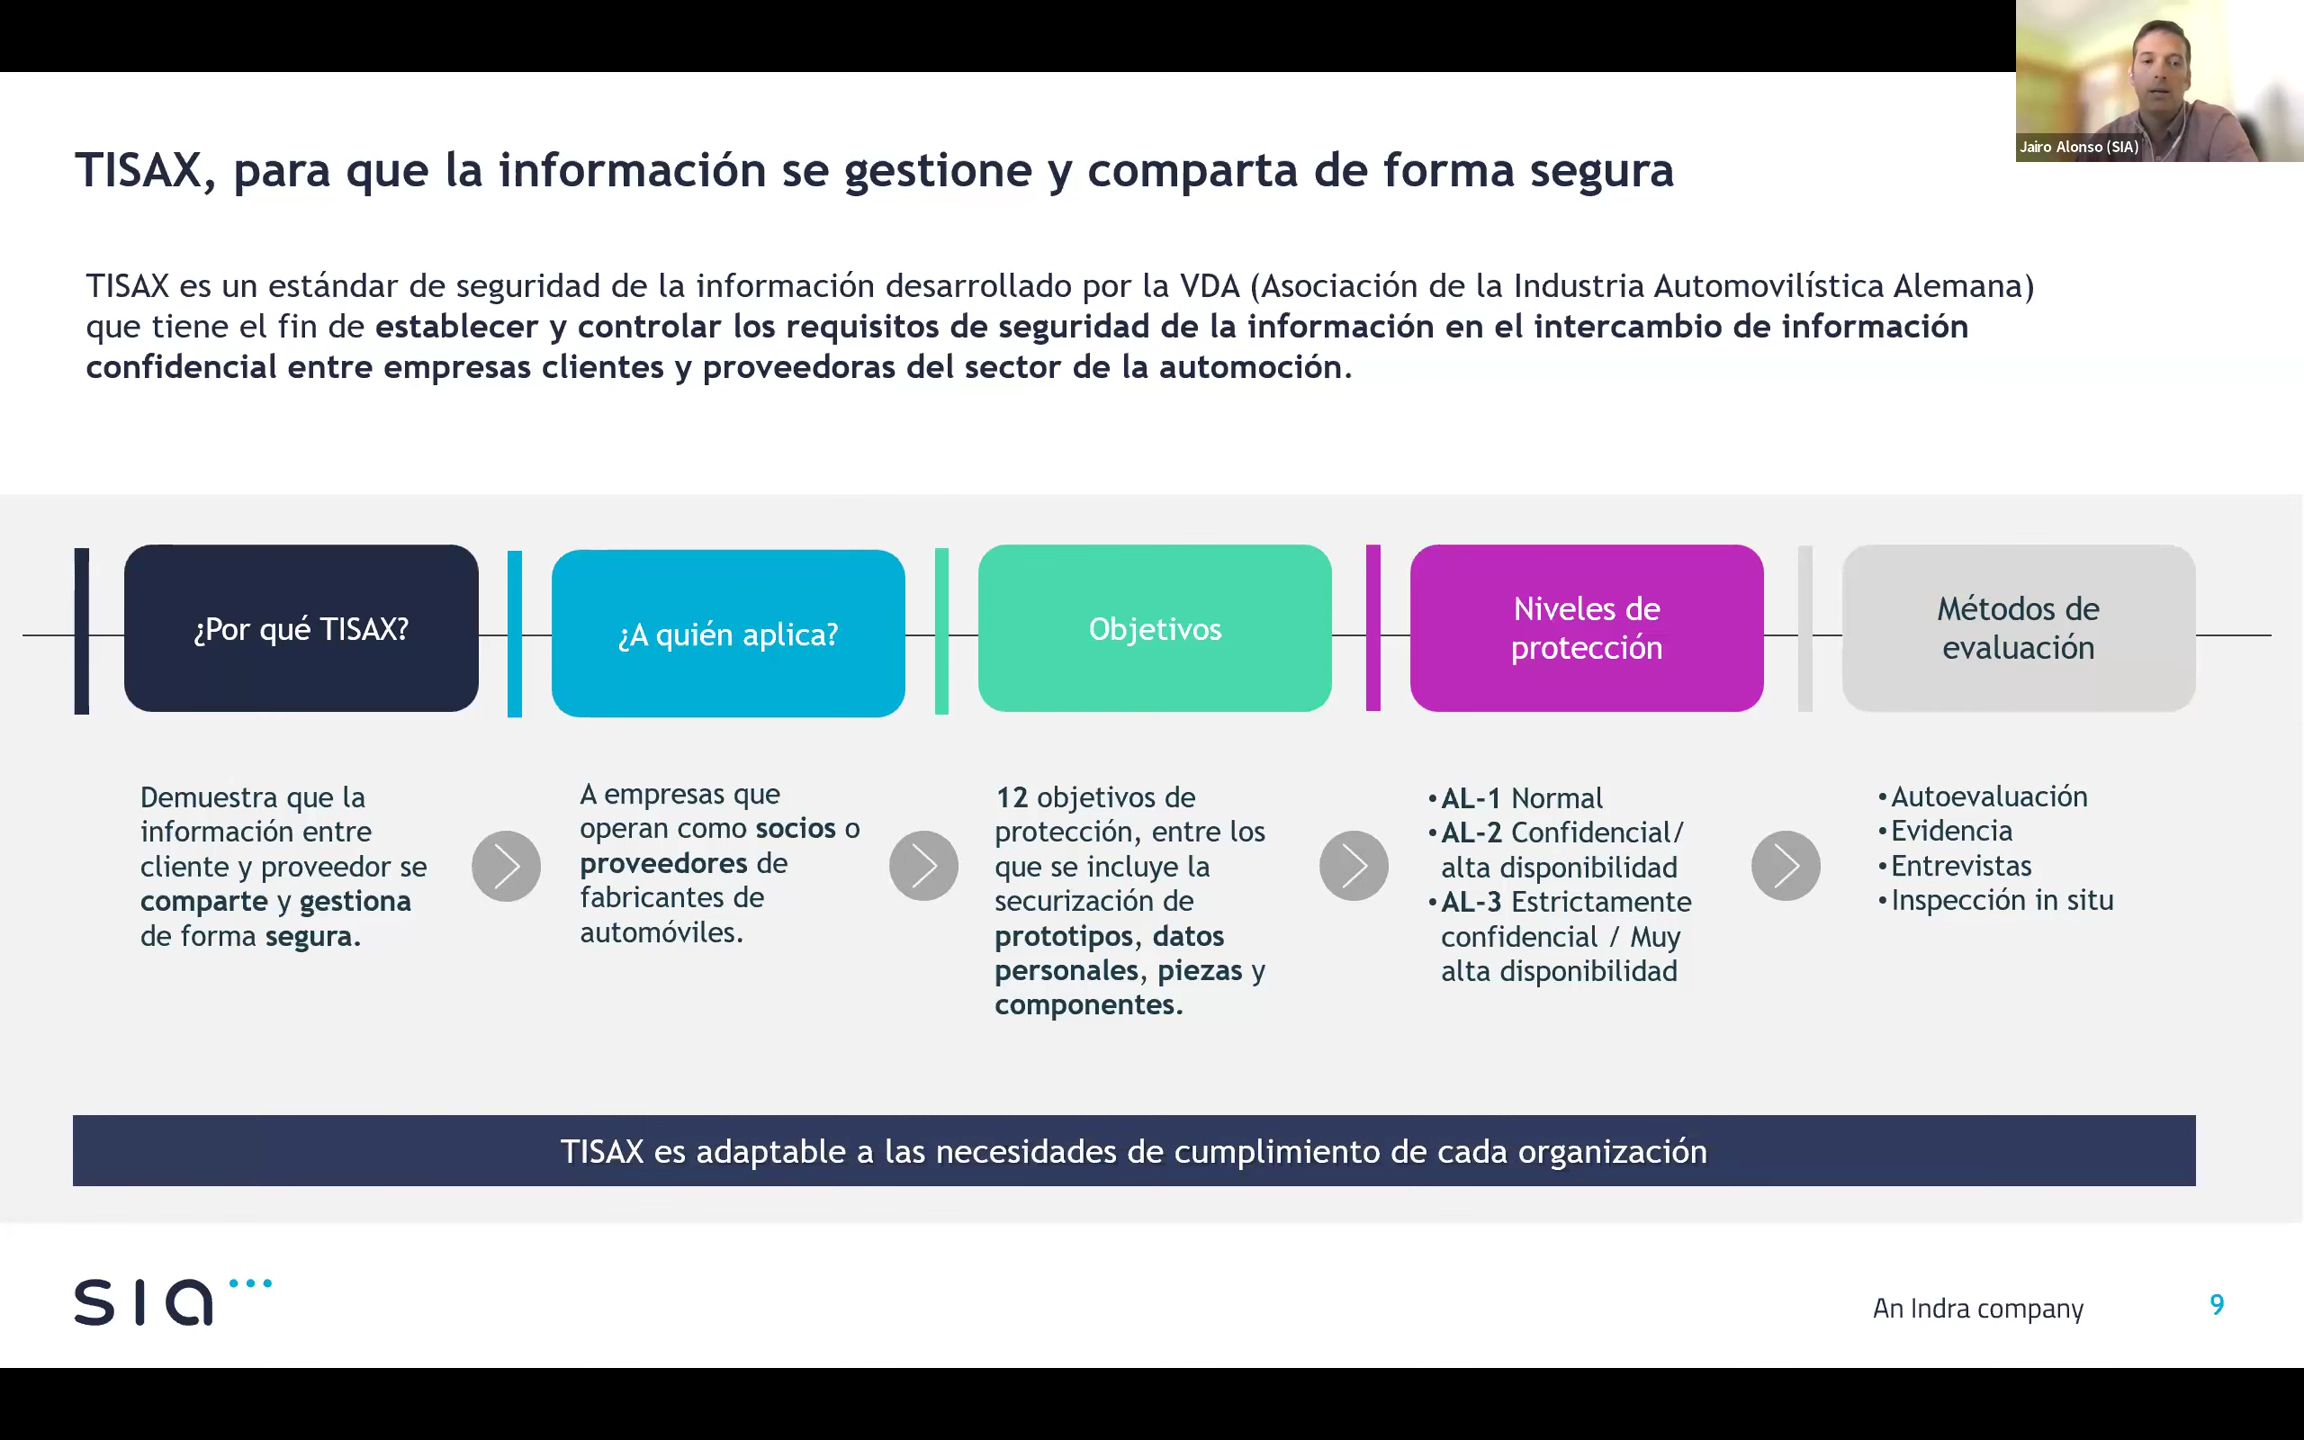 Jairo Alonso (SIA)
TISAX, para que la información se gestione y comparta de forma segura
TISAX es un estándar de seguridad de la información desarrollado por la VDA (Asociación de la Industria Automovilística Alemana)
que tiene el fin de establecer y controlar los requisitos de seguridad de la información en el intercambio de información
confidencial entre empresas clientes y proveedoras del sector de la automoción.
¿Por qué TISAX?
Demuestra que la
información entre
cliente y proveedor se
comparte y gestiona
de forma segura.
¿A quién aplica?
A empresas que
operan como socios o
proveedores de
fabricantes de
automóviles.
Objetivos
12 objetivos de
protección, entre los
que se incluye la
securización de
prototipos, datos
personales, piezas y
componentes.
Niveles de
protección
• AL-1 Normal
• AL-2 Confidencial/
alta disponibilidad
• AL-3 Estrictamente
confidencial / Muy
alta disponibilidad
Métodos de
evaluación
• Autoevaluación
• Evidencia
• Entrevistas
• Inspección in situ
TISAX es adaptable a las necesidades de cumplimiento de cada organización
sia
An Indra company
9